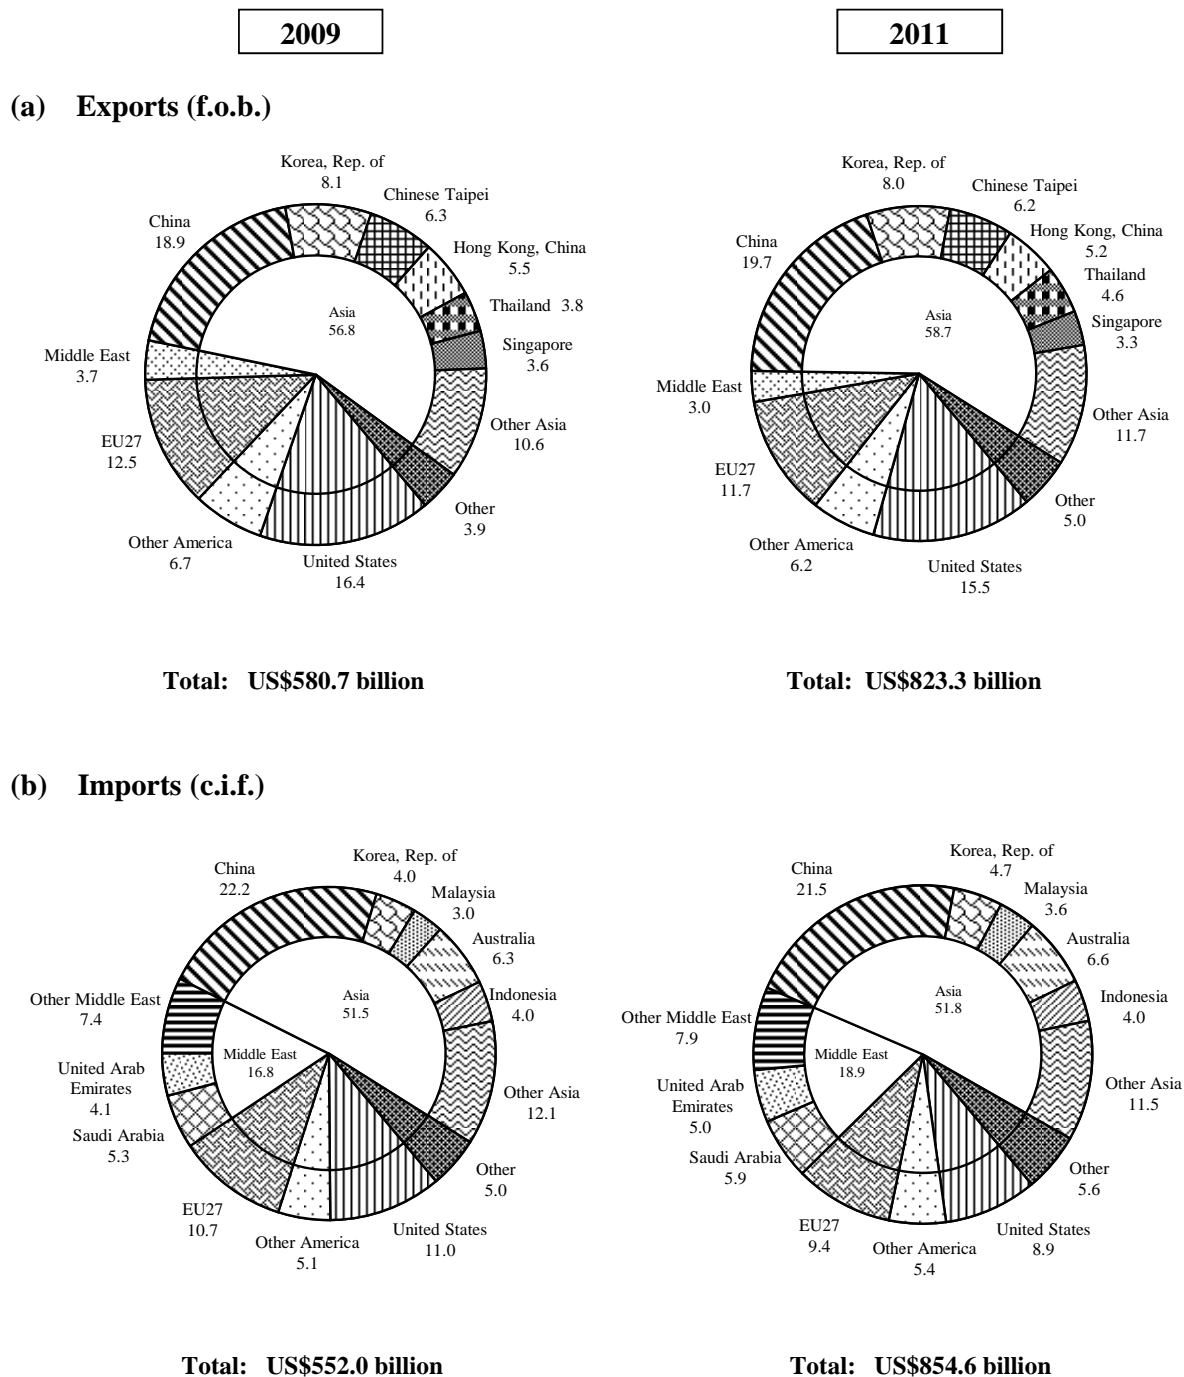 2009
2011
(a) Exports (f.o.b.)
Korea, Rep. of
8.1
Chinese Taipei
6.3
Hong Kong, China
5.5
Thailand 3.8
Singapore
3.6
Other Asia
10.6
Other
3.9
United States
16.4
Other America
6.7
EU27
12.5
Middle East
3.7
China
18.9
Asia
56.8
Total: US$580.7 billion
Korea, Rep. of
8.0
Chinese Taipei
6.2
Hong Kong, China
5.2
Thailand
4.6
Singapore
3.3
Other Asia
11.7
Other
5.0
United States
15.5
Other America
6.2
EU27
11.7
Middle East
3.0
China
19.7
Asia
58.7
Total: US$823.3 billion
(b) Imports (c.i.f.)
China
22.2
Korea, Rep. of
4.0
Malaysia
3.0
Australia
6.3
Indonesia
4.0
Other Asia
12.1
Other
5.0
United States
11.0
Other America
5.1
EU27
10.7
Saudi Arabia
5.3
United Arab
Emirates
4.1
Other Middle East
7.4
Asia
51.5
Middle East
16.8
Total: US$552.0 billion
China
21.5
Korea, Rep. of
4.7
Malaysia
3.6
Australia
6.6
Indonesia
4.0
Other Asia
11.5
Other
5.6
United States
8.9
Other America
5.4
EU27
9.4
Saudi Arabia
5.9
United Arab
Emirates
5.0
Other Middle East
7.9
Asia
51.8
Middle East
18.9
Total: US$854.6 billion